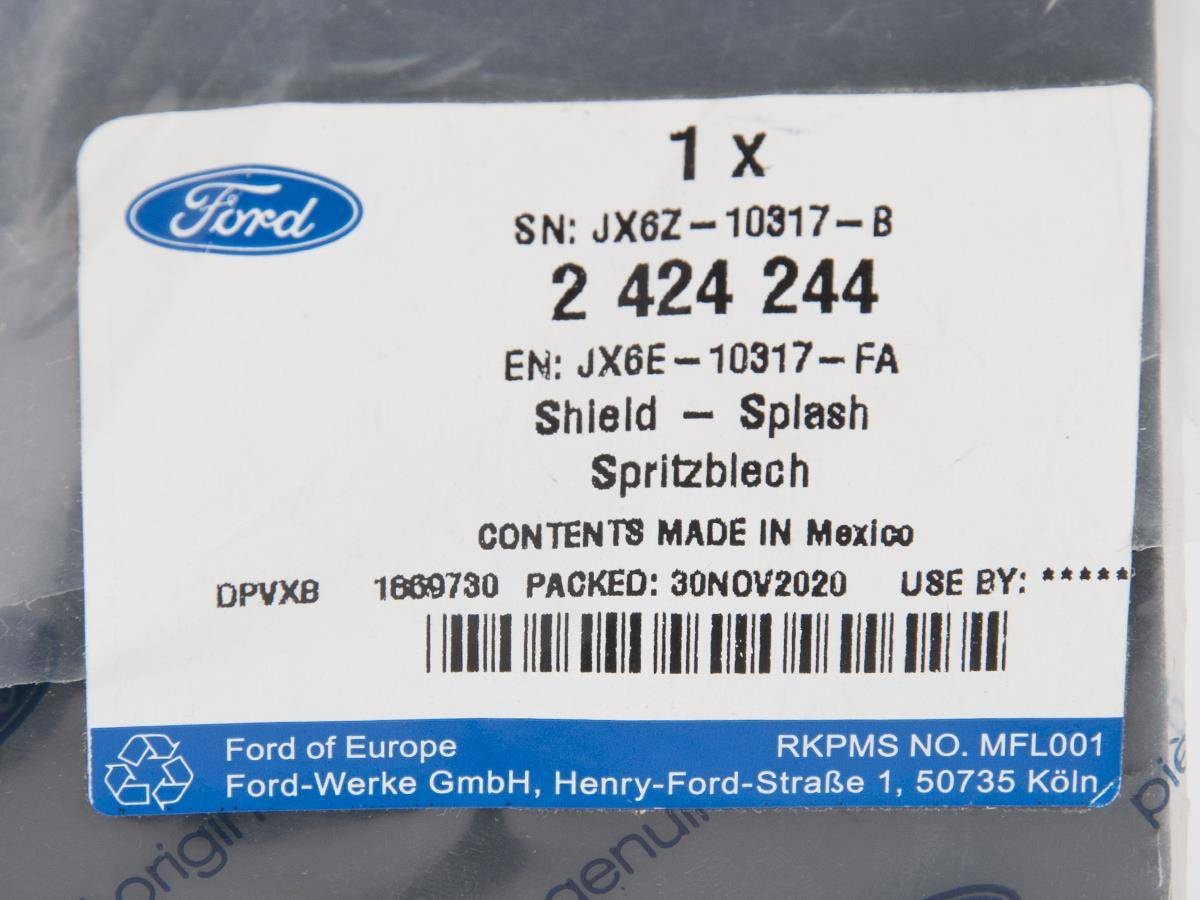 Ford
1 x
SN: JX6Z-10317-B
2 424 244
EN: JX6E-10317-FA
Shield - Splash
Spritzblech
CONTENTS MADE IN Mexico
DPVXB 1669730 PACKED: 30NOV2020 USE BY: *****
Ford of Europe RKPMS NO. MFL001
Ford-Werke GmbH, Henry-Ford-Straße 1, 50735 Köln